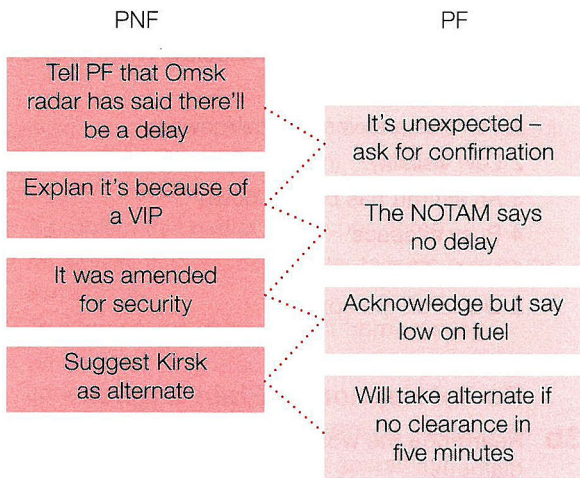 PNF
PF
Tell PF that Omsk
radar has said there'll
be a delay
It's unexpected –
ask for confirmation
Explan it's because of
a VIP
The NOTAM says
no delay
It was amended
for security
Acknowledge but say
low on fuel
Suggest Kirsk
as alternate
Will take alternate if
no clearance in
five minutes